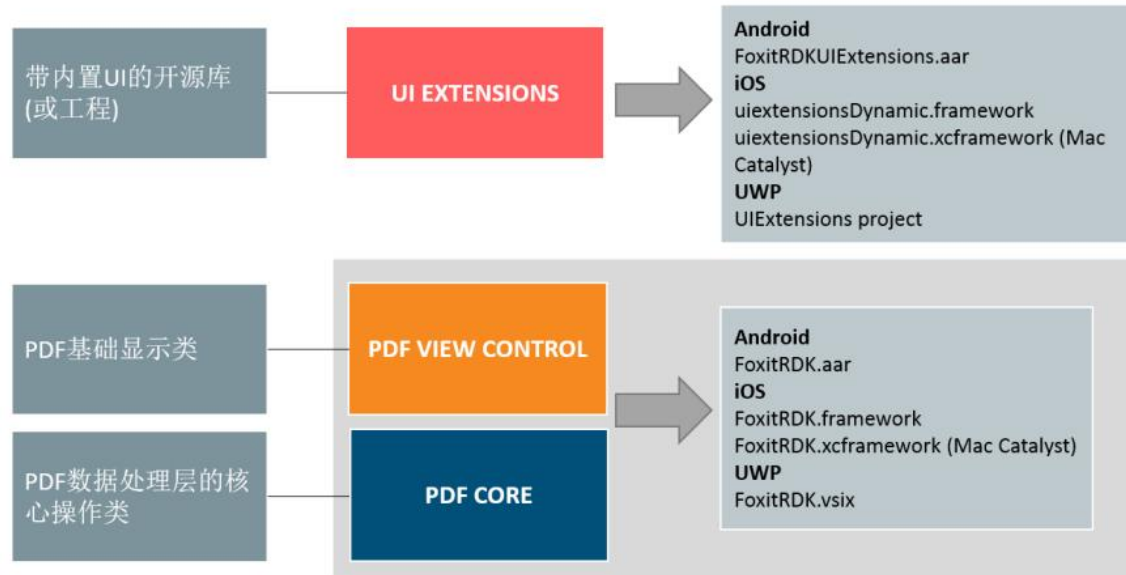 带内置UI的开源库
(或工程)
UI EXTENSIONS
Android
FoxitRDKUIExtensions.aar
iOS
uiextensionsDynamic.framework
uiextensionsDynamic.xcframework (Mac
Catalyst)
UWP
UIExtensions project
PDF基础显示类
PDF VIEW CONTROL
PDF数据处理层的核
心操作类
PDF CORE
Android
FoxitRDK.aar
iOS
FoxitRDK.framework
FoxitRDK.xcframework (Mac Catalyst)
UWP
FoxitRDK.vsix